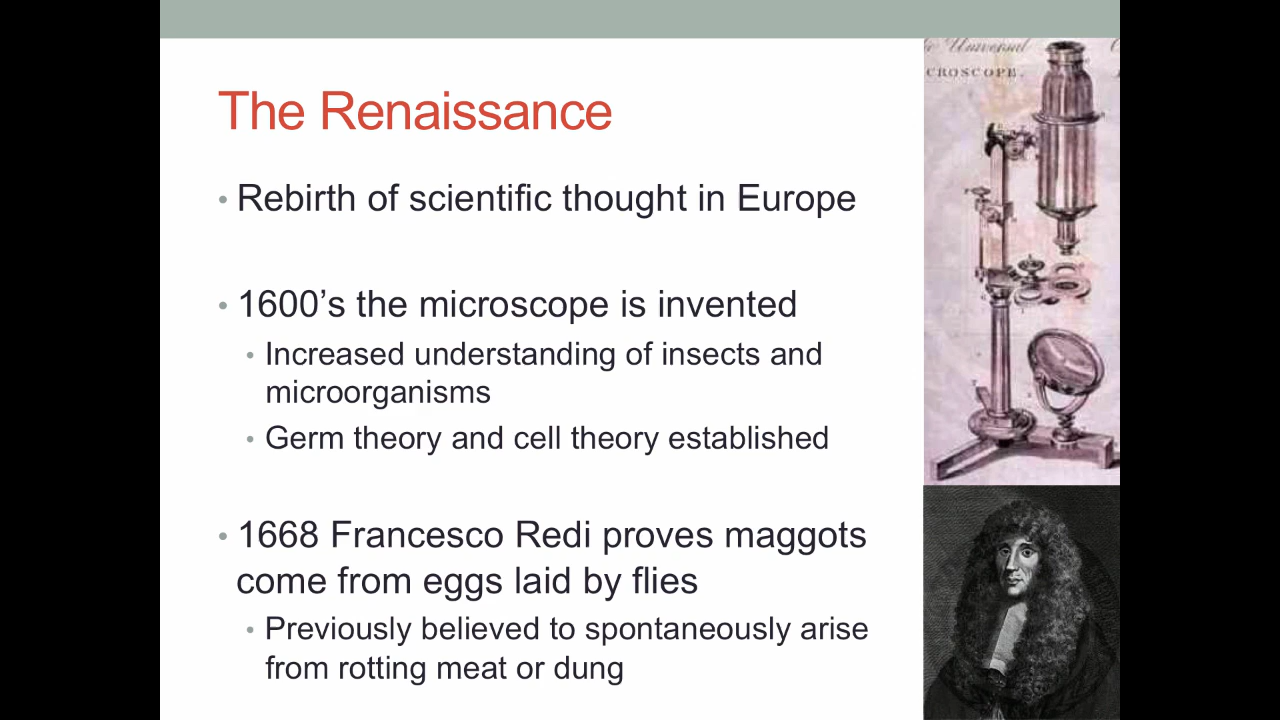 The Renaissance
• Rebirth of scientific thought in Europe
• 1600’s the microscope is invented
• Increased understanding of insects and
microorganisms
• Germ theory and cell theory established
• 1668 Francesco Redi proves maggots
come from eggs laid by flies
• Previously believed to spontaneously arise
from rotting meat or dung
Universal
CROSCOPE.